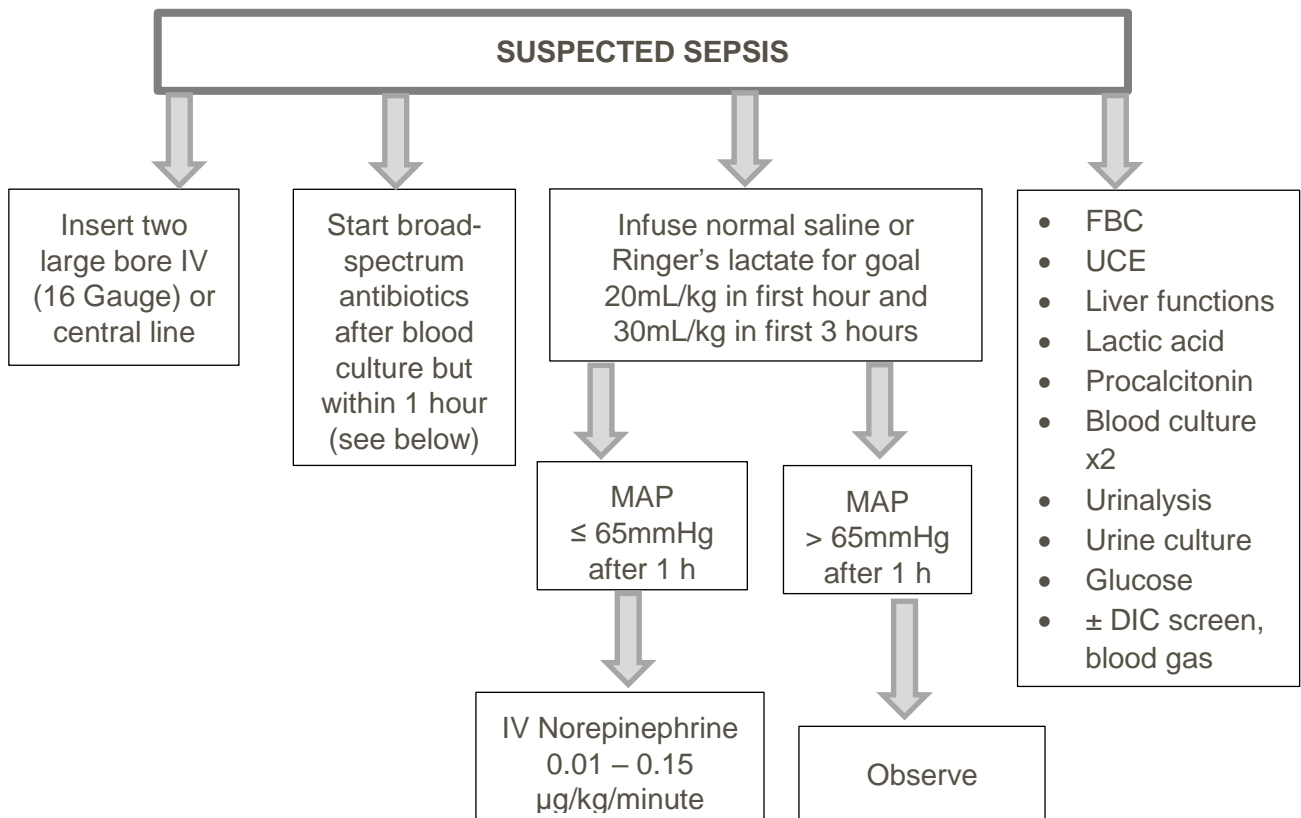 SUSPECTED SEPSIS
Insert two
large bore IV
(16 Gauge) or
central line
Start broad-
spectrum
antibiotics
after blood
culture but
within 1 hour
(see below)
Infuse normal saline or
Ringer’s lactate for goal
20mL/kg in first hour and
30mL/kg in first 3 hours
• FBC
• UCE
• Liver functions
• Lactic acid
• Procalcitonin
• Blood culture
x2
• Urinalysis
• Urine culture
• Glucose
• ± DIC screen,
blood gas
MAP
≤ 65mmHg
after 1 h
MAP
> 65mmHg
after 1 h
IV Norepinephrine
0.01 – 0.15
µg/kg/minute
Observe